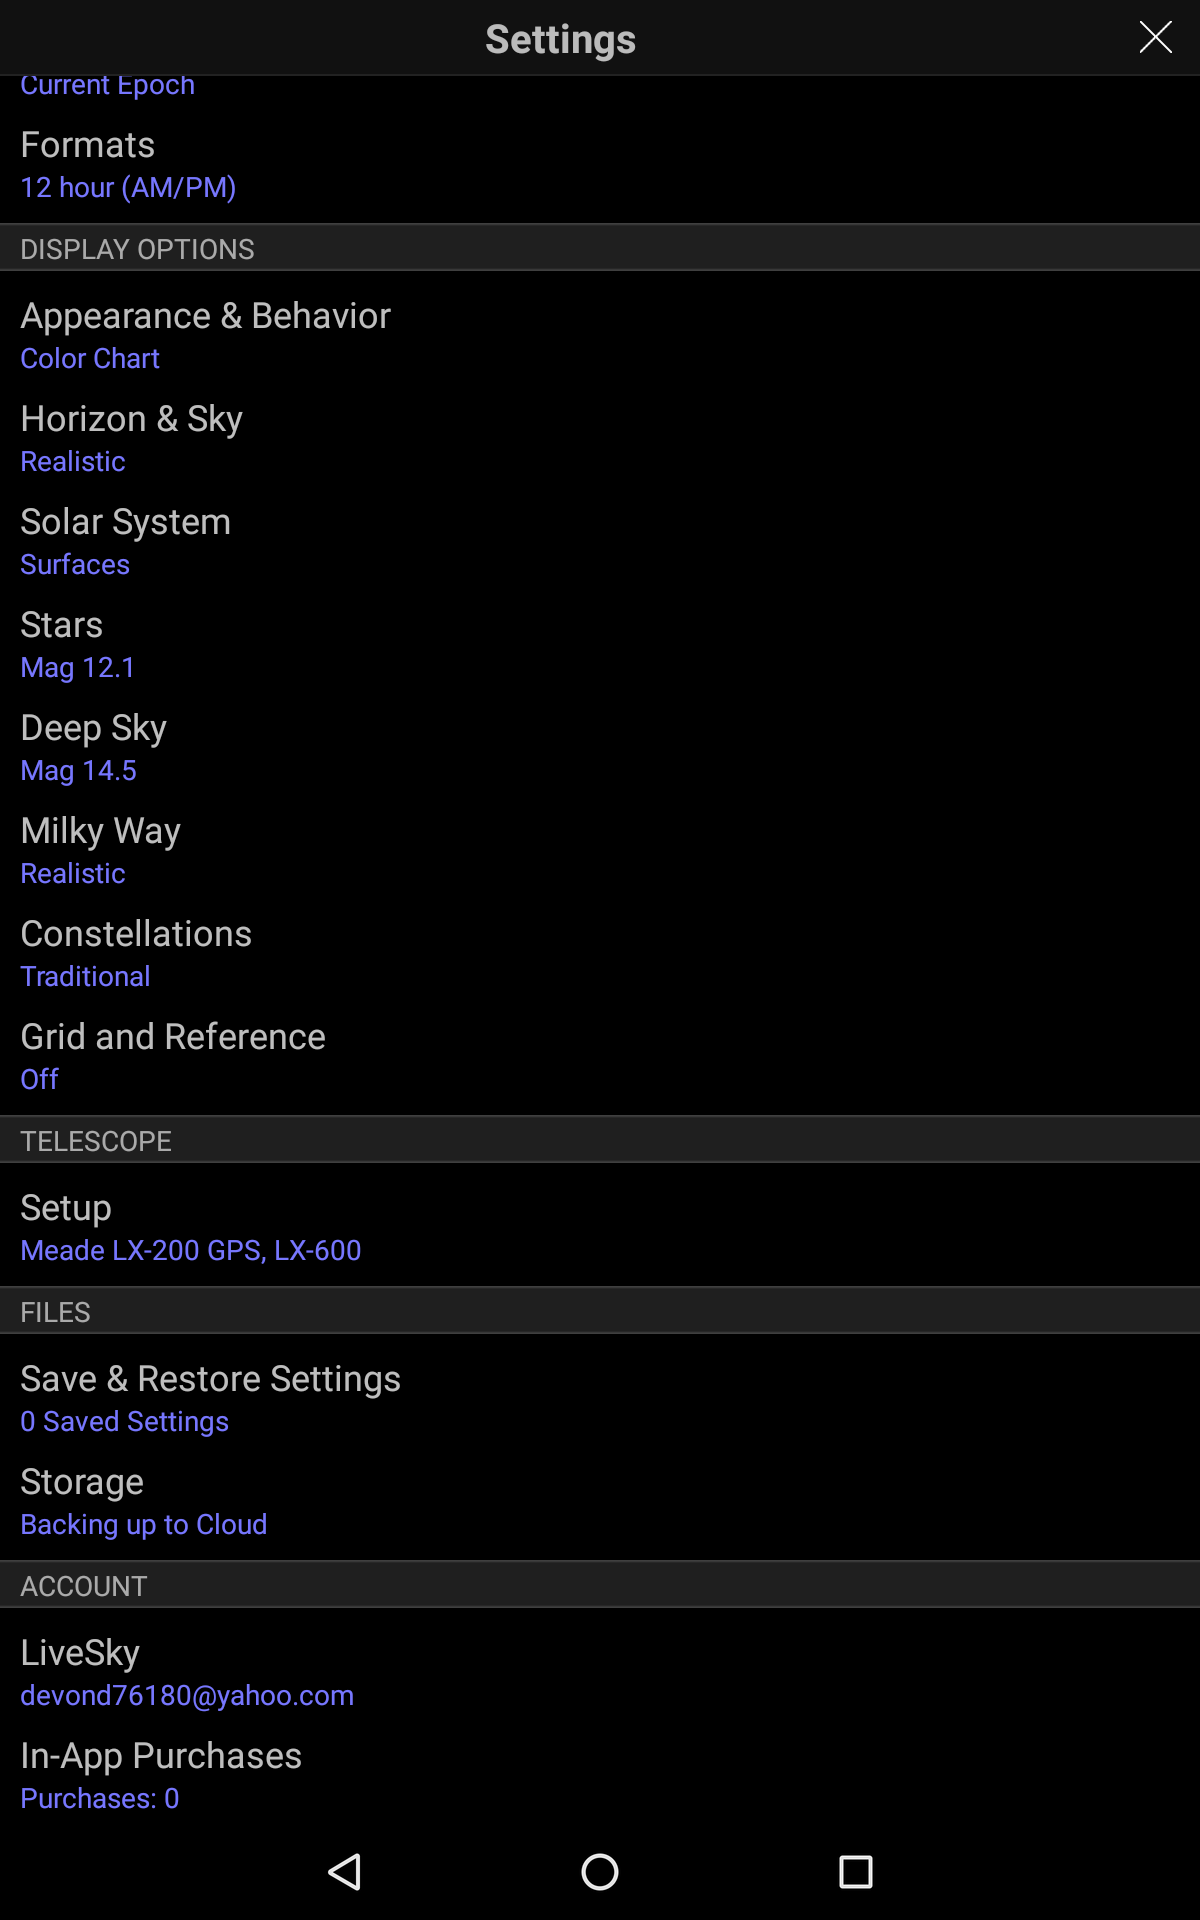 Settings
Current Epoch
Formats
12 hour (AM/PM)
DISPLAY OPTIONS
Appearance & Behavior
Color Chart
Horizon & Sky
Realistic
Solar System
Surfaces
Stars
Mag 12.1
Deep Sky
Mag 14.5
Milky Way
Realistic
Constellations
Traditional
Grid and Reference
Off
TELESCOPE
Setup
Meade LX-200 GPS, LX-600
FILES
Save & Restore Settings
0 Saved Settings
Storage
Backing up to Cloud
ACCOUNT
LiveSky
devond76180@yahoo.com
In-App Purchases
Purchases: 0